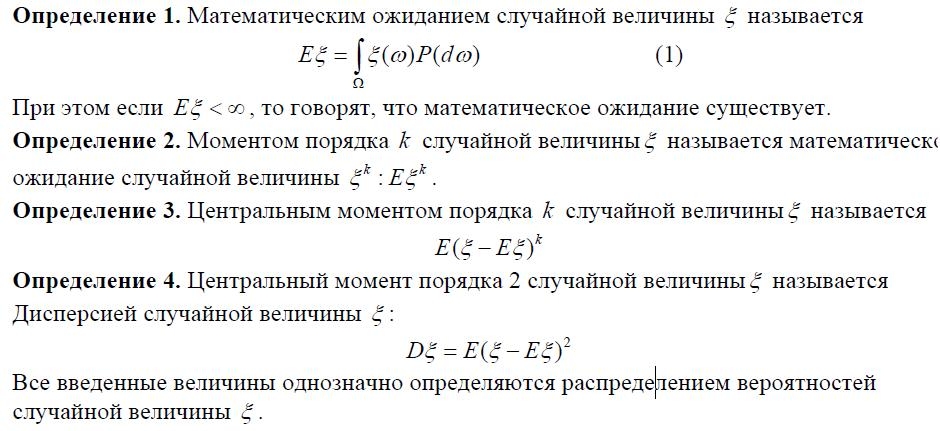 Определение 1. Математическим ожиданием случайной величины ξ называется
Eξ = ∫_Ω ξ(ω)P(dω) (1)
При этом если Eξ < ∞, то говорят, что математическое ожидание существует.
Определение 2. Моментом порядка k случайной величины ξ называется математическо
ожидание случайной величины ξ^k : Eξ^k.
Определение 3. Центральным моментом порядка k случайной величины ξ называется
E(ξ − Eξ)^k
Определение 4. Центральный момент порядка 2 случайной величины ξ называется
Дисперсией случайной величины ξ :
Dξ = E(ξ − Eξ)^2
Все введенные величины однозначно определяются распределением вероятностей
случайной величины ξ.